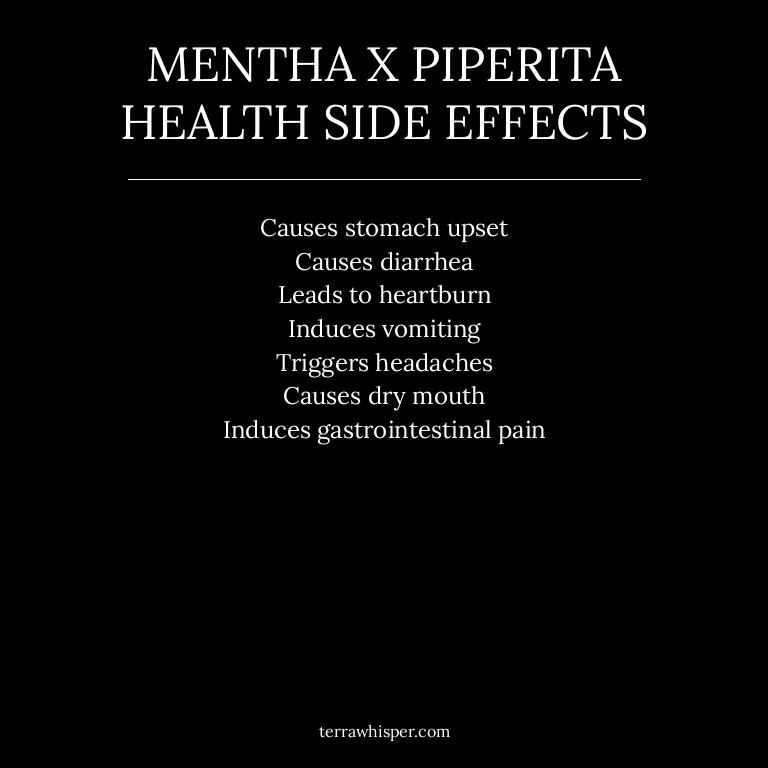 MENTHA X PIPERITA
HEALTH SIDE EFFECTS
Causes stomach upset
Causes diarrhea
Leads to heartburn
Induces vomiting
Triggers headaches
Causes dry mouth
Induces gastrointestinal pain
terrawhisper.com